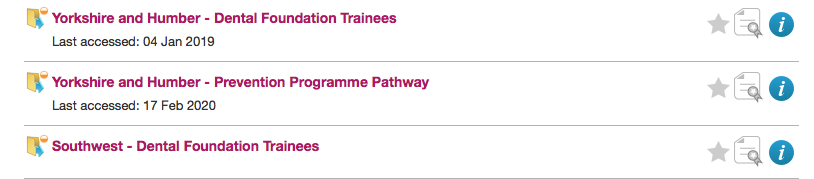 Yorkshire and Humber - Dental Foundation Trainees
Last accessed: 04 Jan 2019
Yorkshire and Humber - Prevention Programme Pathway
Last accessed: 17 Feb 2020
Southwest - Dental Foundation Trainees